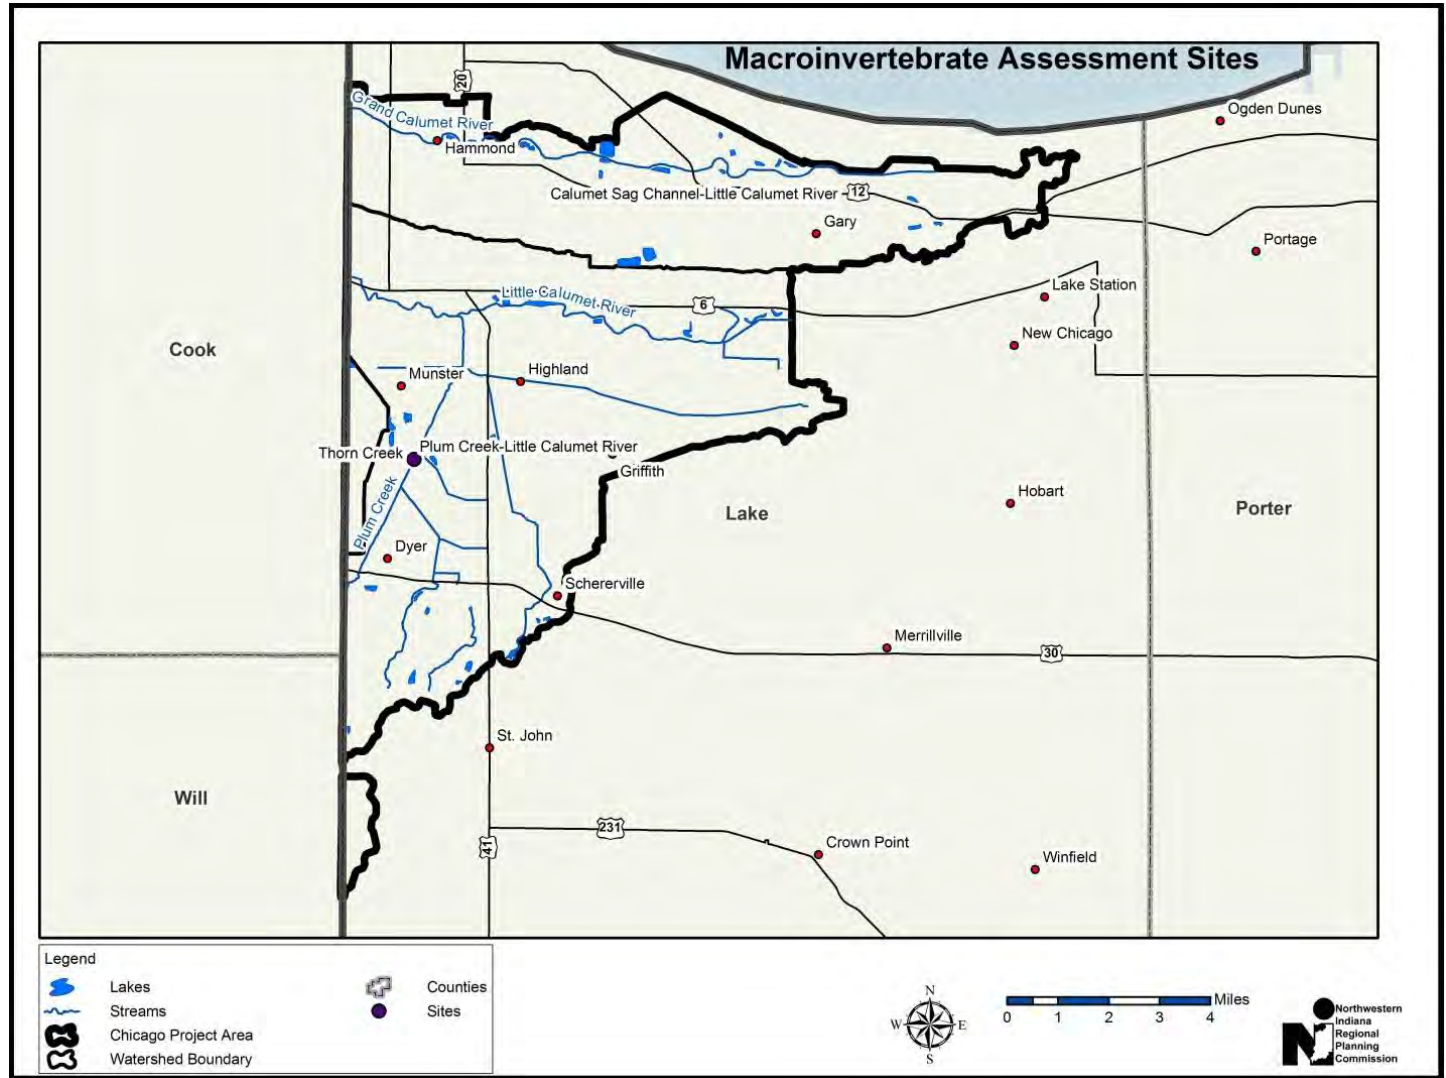 Macroinvertebrate Assessment Sites
20
Ogden Dunes
Grand Calumet River
Hammond
Calumet Sag Channel-Little Calumet River
12
Gary
Portage
Lake Station
Little Calumet River
6
New Chicago
Cook
Munster
Highland
Thorn Creek
Plum Creek-Little Calumet River
Griffith
Plum Creek
Hobart
Lake
Porter
Dyer
Schererville
Merrillville
30
St. John
Will
231
41
Crown Point
Winfield
Legend
Lakes
Counties
Streams
Sites
Chicago Project Area
Watershed Boundary
N
W
E
S
Miles
0 1 2 3 4
Northwestern
Indiana
Regional
Planning
Commission